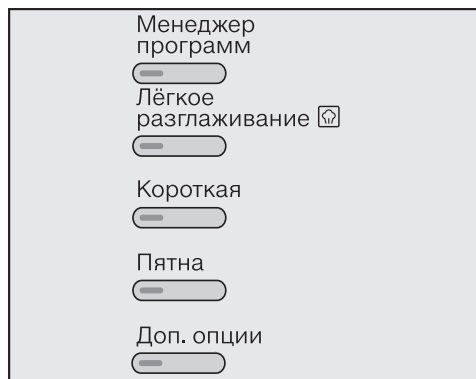 Менеджер
программ
Лёгкое
разглаживание
Короткая
Пятна
Доп. опции